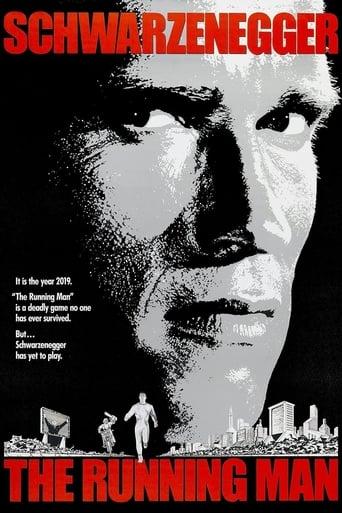 SCHWARZENEGGER
It is the year 2019.
"The Running Man"
is a deadly game no one
has ever survived.
But...
Schwarzenegger
has yet to play.
THE RUNNING MAN